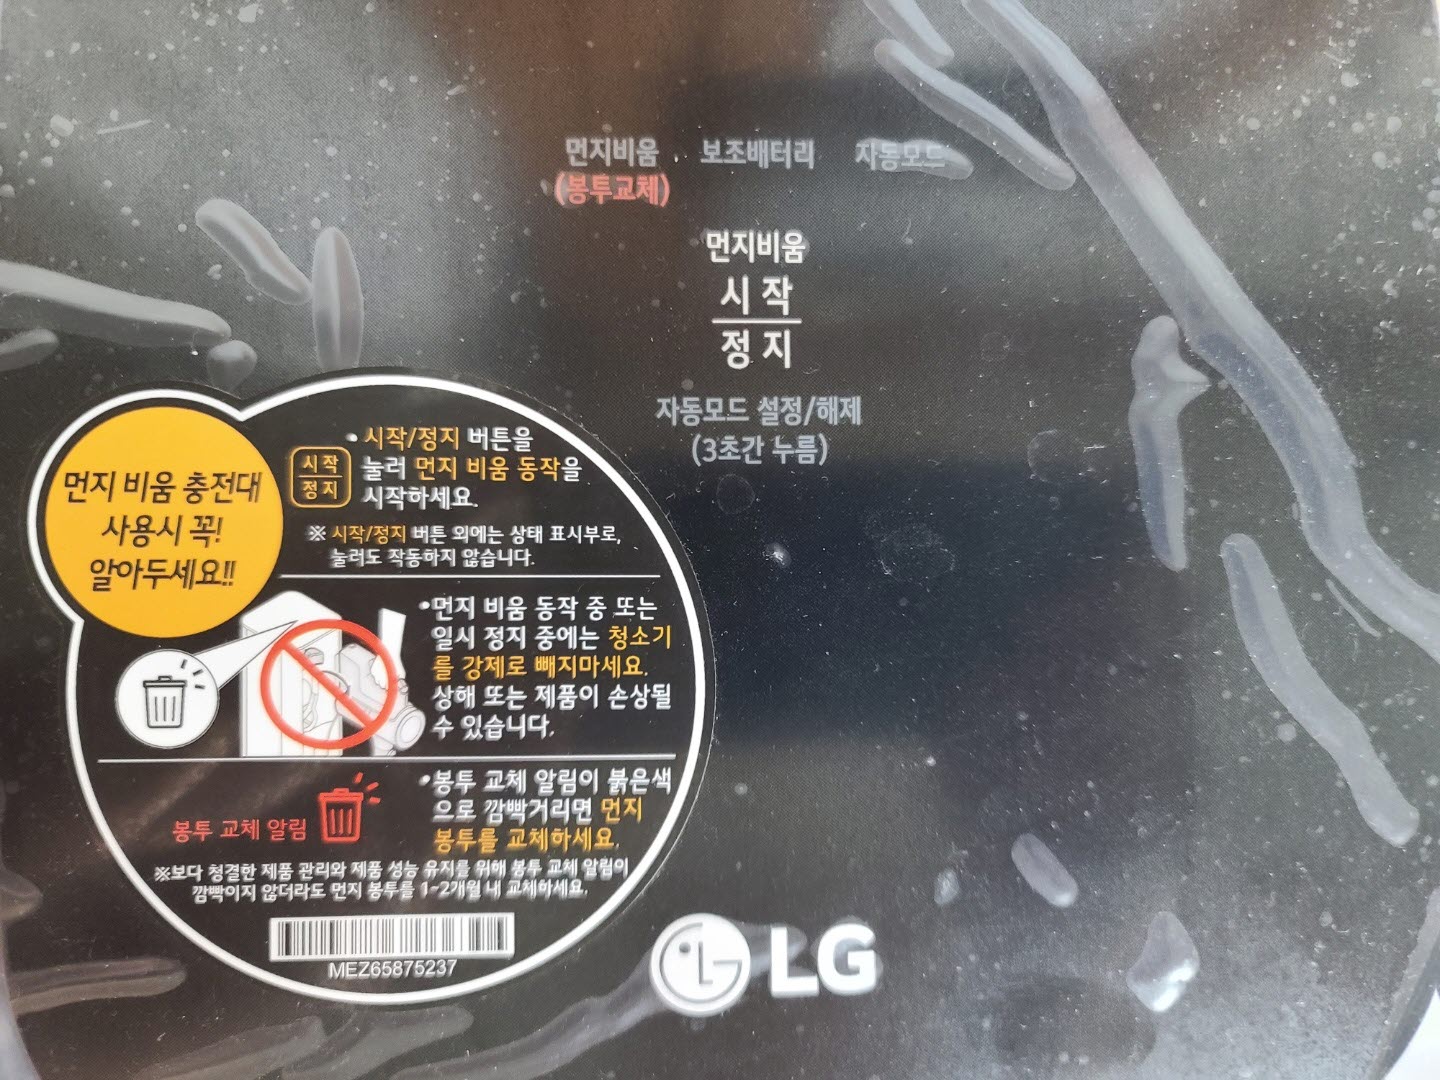 먼지비움 보조배터리 자동모드
(봉투교체)
먼지비움
시작
정지
자동모드 설정/해제
(3초간 누름)
먼지 비움 충전대
사용시 꼭!
알아두세요!!
시작
정지
• 시작/정지 버튼을
눌러 먼지 비움 동작을
시작하세요.
※ 시작/정지 버튼 외에는 상태 표시부로,
눌러도 작동하지 않습니다.
• 먼지 비움 동작 중 또는
일시 정지 중에는 청소기
를 강제로 빼지마세요.
상해 또는 제품이 손상될
수 있습니다.
봉투 교체 알림
• 봉투 교체 알림이 붉은색
으로 깜빡거리면 먼지
봉투를 교체하세요.
※보다 청결한 제품 관리와 제품 성능 유지를 위해 봉투 교체 알림이
깜빡이지 않더라도 먼지 봉투를 1~2개월 내 교체하세요.
MEZ65875237
LG